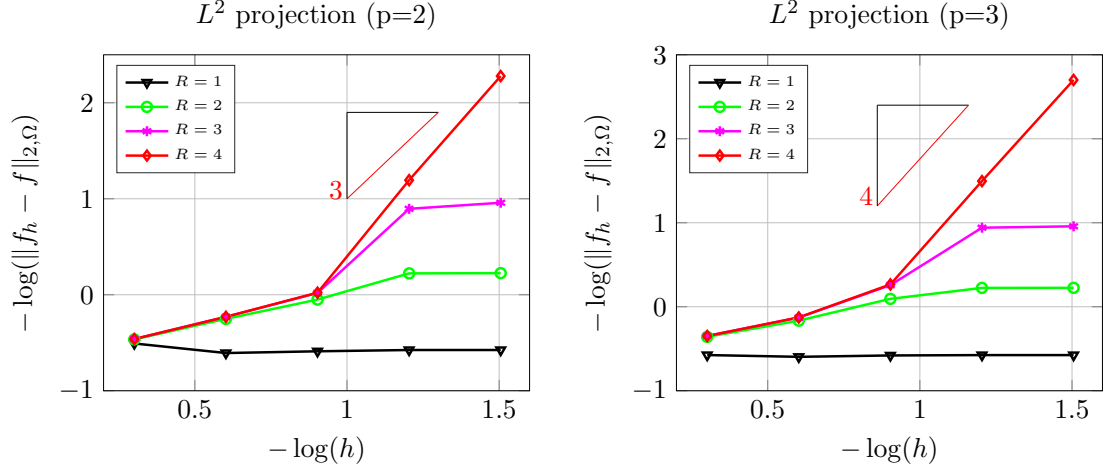 L² projection (p=2)
− log(‖f_h − f‖_{2,Ω})
2
1
0
−1
0.5
1
1.5
− log(h)
R = 1
R = 2
R = 3
R = 4
3
L² projection (p=3)
− log(‖f_h − f‖_{2,Ω})
3
2
1
0
−1
0.5
1
1.5
− log(h)
R = 1
R = 2
R = 3
R = 4
4